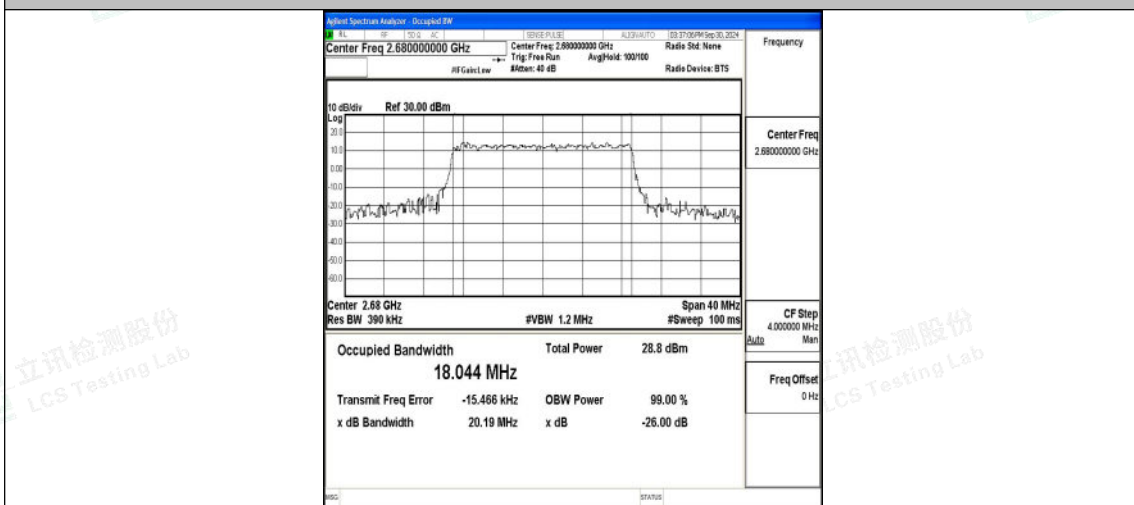 Agilent Spectrum Analyzer - Occupied BW
RL RF 50 Ω AC SENSE:PULSE ALIGNAUTO 03:37:06 PM Sep 30, 2024
Center Freq 2.680000000 GHz
Center Freq: 2.680000000 GHz
Radio Std: None
Trig: Free Run Avg|Hold: 100/100
#IFGain:Low #Atten: 40 dB Radio Device: BTS
Frequency
10 dB/div Ref 30.00 dBm
Log
20.0
10.0
0.00
-10.0
-20.0
-30.0
-40.0
-50.0
-60.0
Center Freq
2.680000000 GHz
Center 2.68 GHz Span 40 MHz
Res BW 390 kHz #VBW 1.2 MHz #Sweep 100 ms
CF Step
4.000000 MHz
Auto Man
Occupied Bandwidth Total Power 28.8 dBm
18.044 MHz
Freq Offset
0 Hz
Transmit Freq Error -15.466 kHz OBW Power 99.00 %
x dB Bandwidth 20.19 MHz x dB -26.00 dB
MSG STATUS
立讯检测股份
LCS Testing Lab
立讯检测股份
LCS Testing Lab